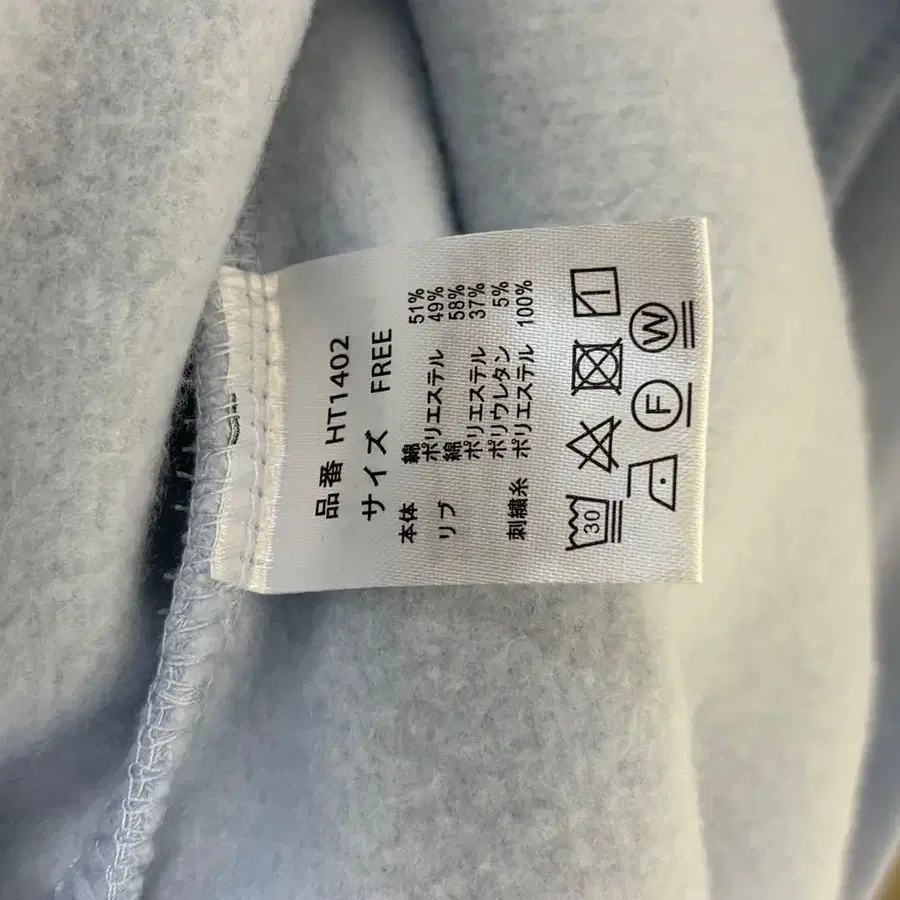 品番 HT1402
サイズ FREE
本体 綿 51%
ポリエステル 49%
リブ 綿 58%
ポリエステル 37%
ポリウレタン 5%
刺繍糸 ポリエステル 100%
30
F
W